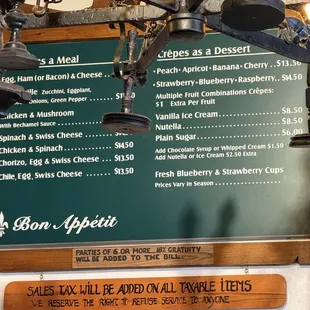 s a Meal
Egg, Ham (or Bacon) & Cheese
Zucchini, Eggplant,
Onions, Green Pepper
Chicken & Mushroom
With Bechamel Sauce
Spinach & Swiss Cheese $14.50
Chicken & Spinach $14.50
Chorizo, Egg & Swiss Cheese $13.50
Chile, Egg, Swiss Cheese $13.50
Bon Appétit
Crêpes as a Dessert
Peach · Apricot · Banana · Cherry $13.50
Strawberry · Blueberry · Raspberry $14.50
Multiple Fruit Combinations Crêpes:
$1 Extra Per Fruit
Vanilla Ice Cream $8.50
Nutella $8.50
Plain Sugar $6.00
Add Chocolate Syrup or Whipped Cream $1.50
Add Nutella or Ice Cream $2.50 Extra
Fresh Blueberry & Strawberry Cups
Prices Vary in Season
PARTIES OF 6 OR MORE 18% GRATUITY
WILL BE ADDED TO THE BILL.
SALES TAX WILL BE ADDED ON ALL TAXABLE ITEMS
WE RESERVE THE RIGHT TO REFUSE SERVICE TO ANYONE